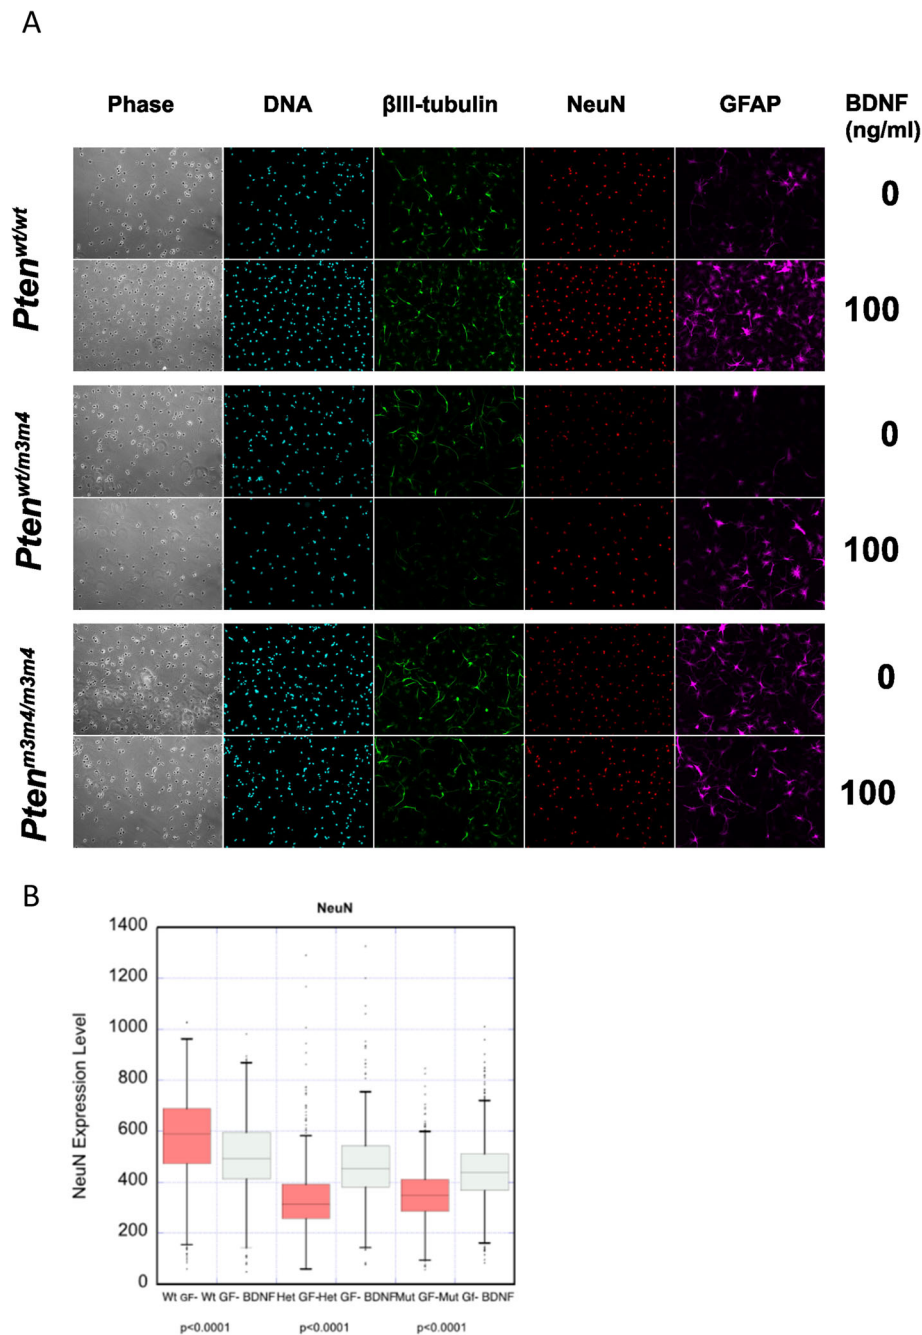 A
Phase DNA βIII-tubulin NeuN GFAP BDNF
(ng/ml)
Pten^wt/wt
0
100
Pten^wt/m3m4
0
100
Pten^m3m4/m3m4
0
100
B
NeuN
NeuN Expression Level
1400
1200
1000
800
600
400
200
0
Wt GF- Wt GF- BDNF Het GF-Het GF- BDNF Mut GF-Mut Gf- BDNF
p<0.0001 p<0.0001 p<0.0001